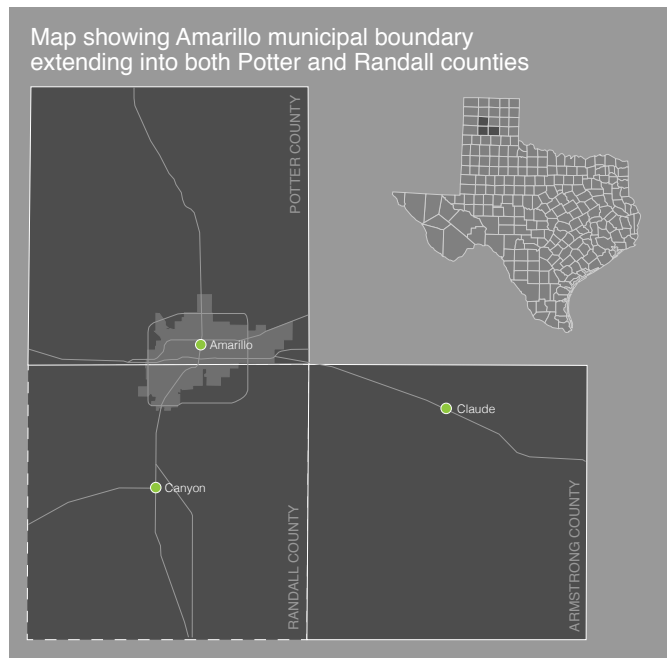 Map showing Amarillo municipal boundary
extending into both Potter and Randall counties
POTTER COUNTY
Amarillo
Claude
Canyon
RANDALL COUNTY
ARMSTRONG COUNTY